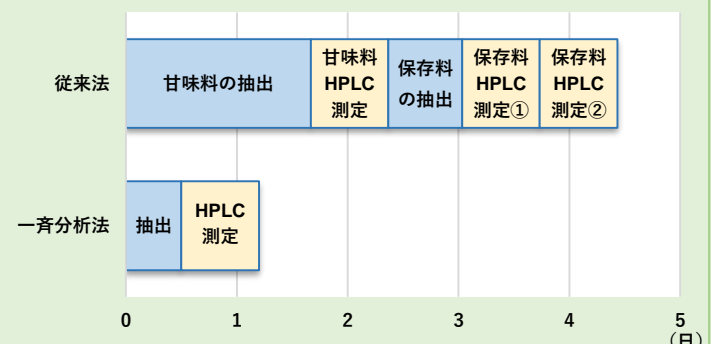 従来法
甘味料の抽出
甘味料
HPLC
測定
保存料
の抽出
保存料
HPLC
測定①
保存料
HPLC
測定②
一斉分析法
抽出
HPLC
測定
0
1
2
3
4
5
(日)